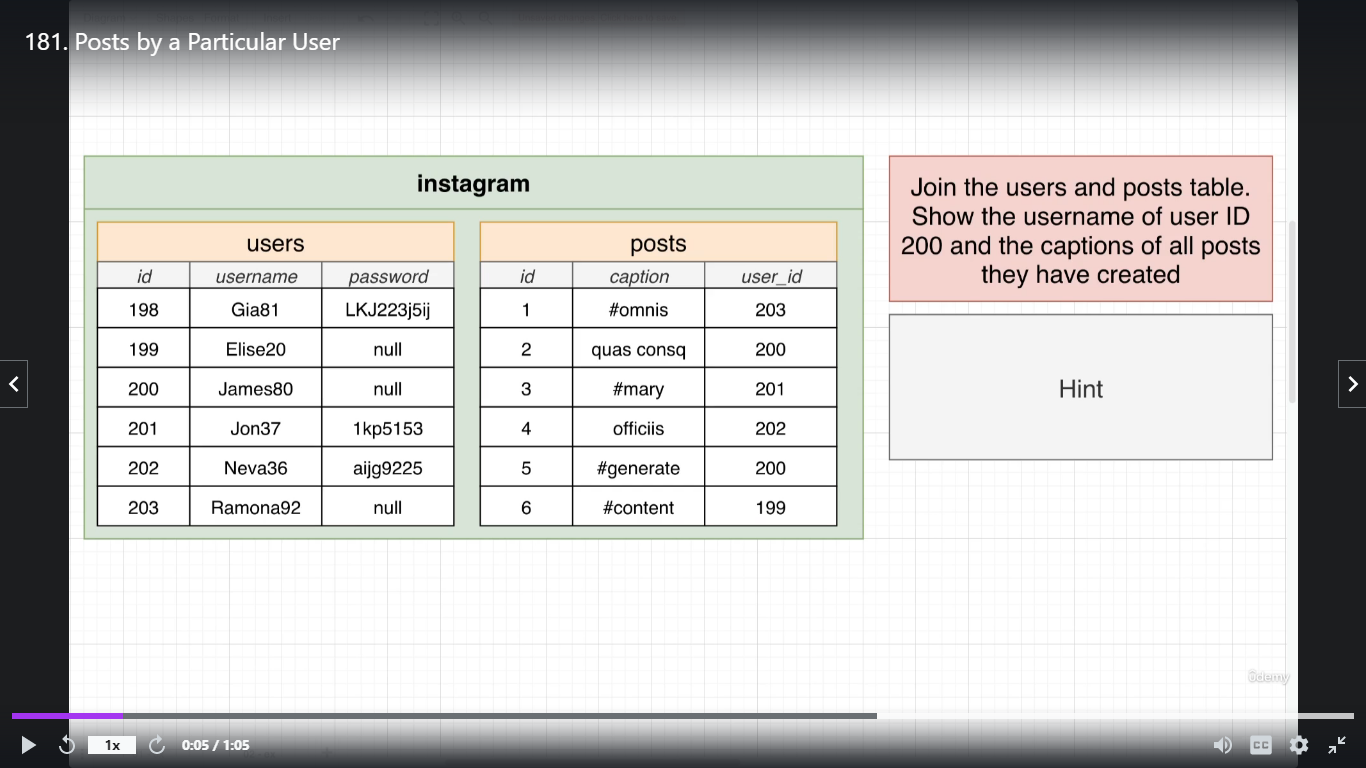 181. Posts by a Particular User
instagram
users
id username password
198 Gia81 LKJ223j5ij
199 Elise20 null
200 James80 null
201 Jon37 1kp5153
202 Neva36 aijg9225
203 Ramona92 null
posts
id caption user_id
1 #omnis 203
2 quas consq 200
3 #mary 201
4 officiis 202
5 #generate 200
6 #content 199
Join the users and posts table.
Show the username of user ID
200 and the captions of all posts
they have created
Hint
ûdemy
1x 0:05 / 1:05 CC